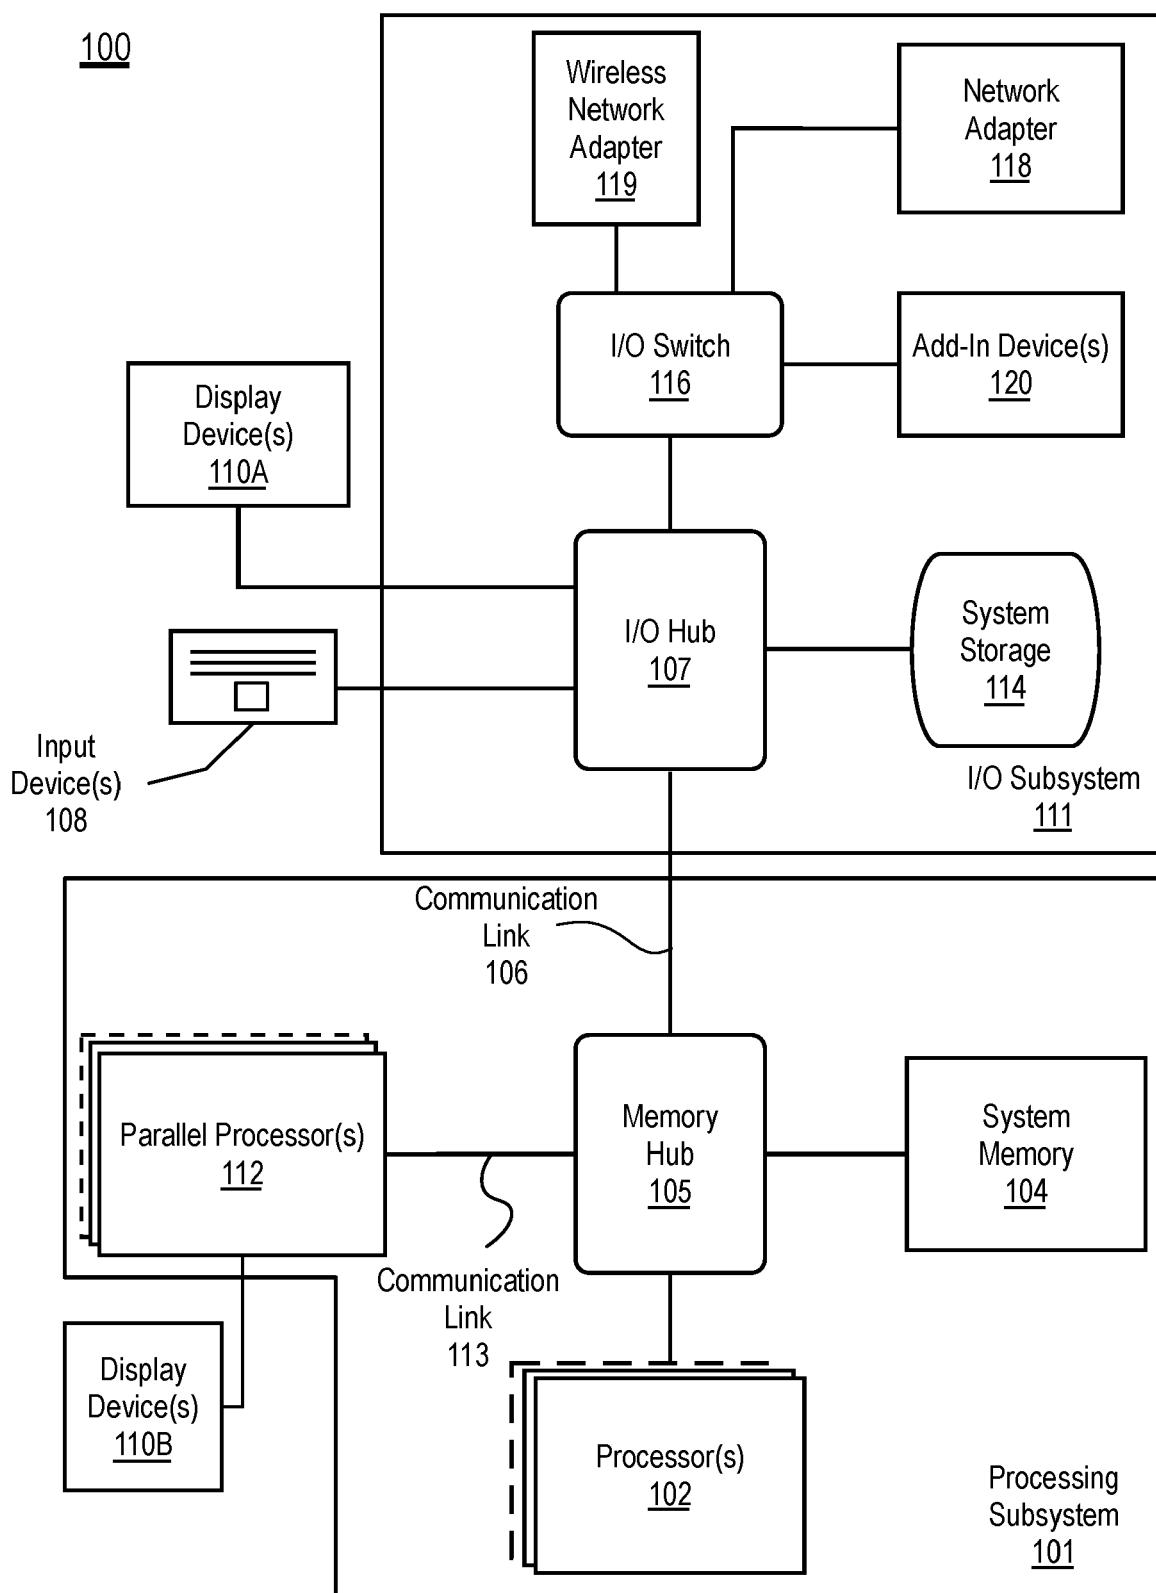 100
Wireless
Network
Adapter
119
Network
Adapter
118
I/O Switch
116
Add-In Device(s)
120
Display
Device(s)
110A
I/O Hub
107
System
Storage
114
Input
Device(s)
108
I/O Subsystem
111
Communication
Link
106
Parallel Processor(s)
112
Memory
Hub
105
System
Memory
104
Communication
Link
113
Display
Device(s)
110B
Processor(s)
102
Processing
Subsystem
101